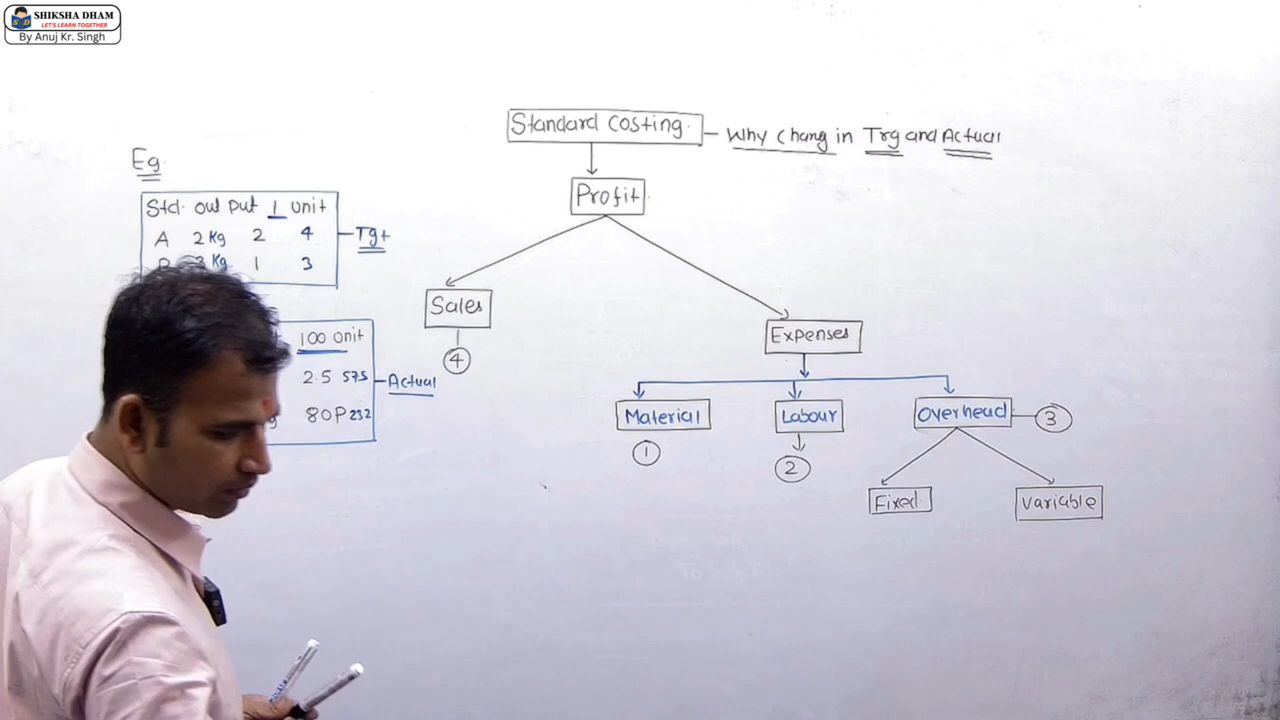 SHIKSHA DHAM
LET'S LEARN TOGETHER
By Anuj Kr. Singh
Standard Costing.
Why Chang in Trg and Actual
Eg.
Profit
Std. out put 1 unit
A 2 Kg 2 4
Kg 1 3
Tgt
Sales
4
Expenses
100 unit
2.5 575
80P 232
Actual
Material
1
Labour
2
Overhead
3
Fixed.
Variable